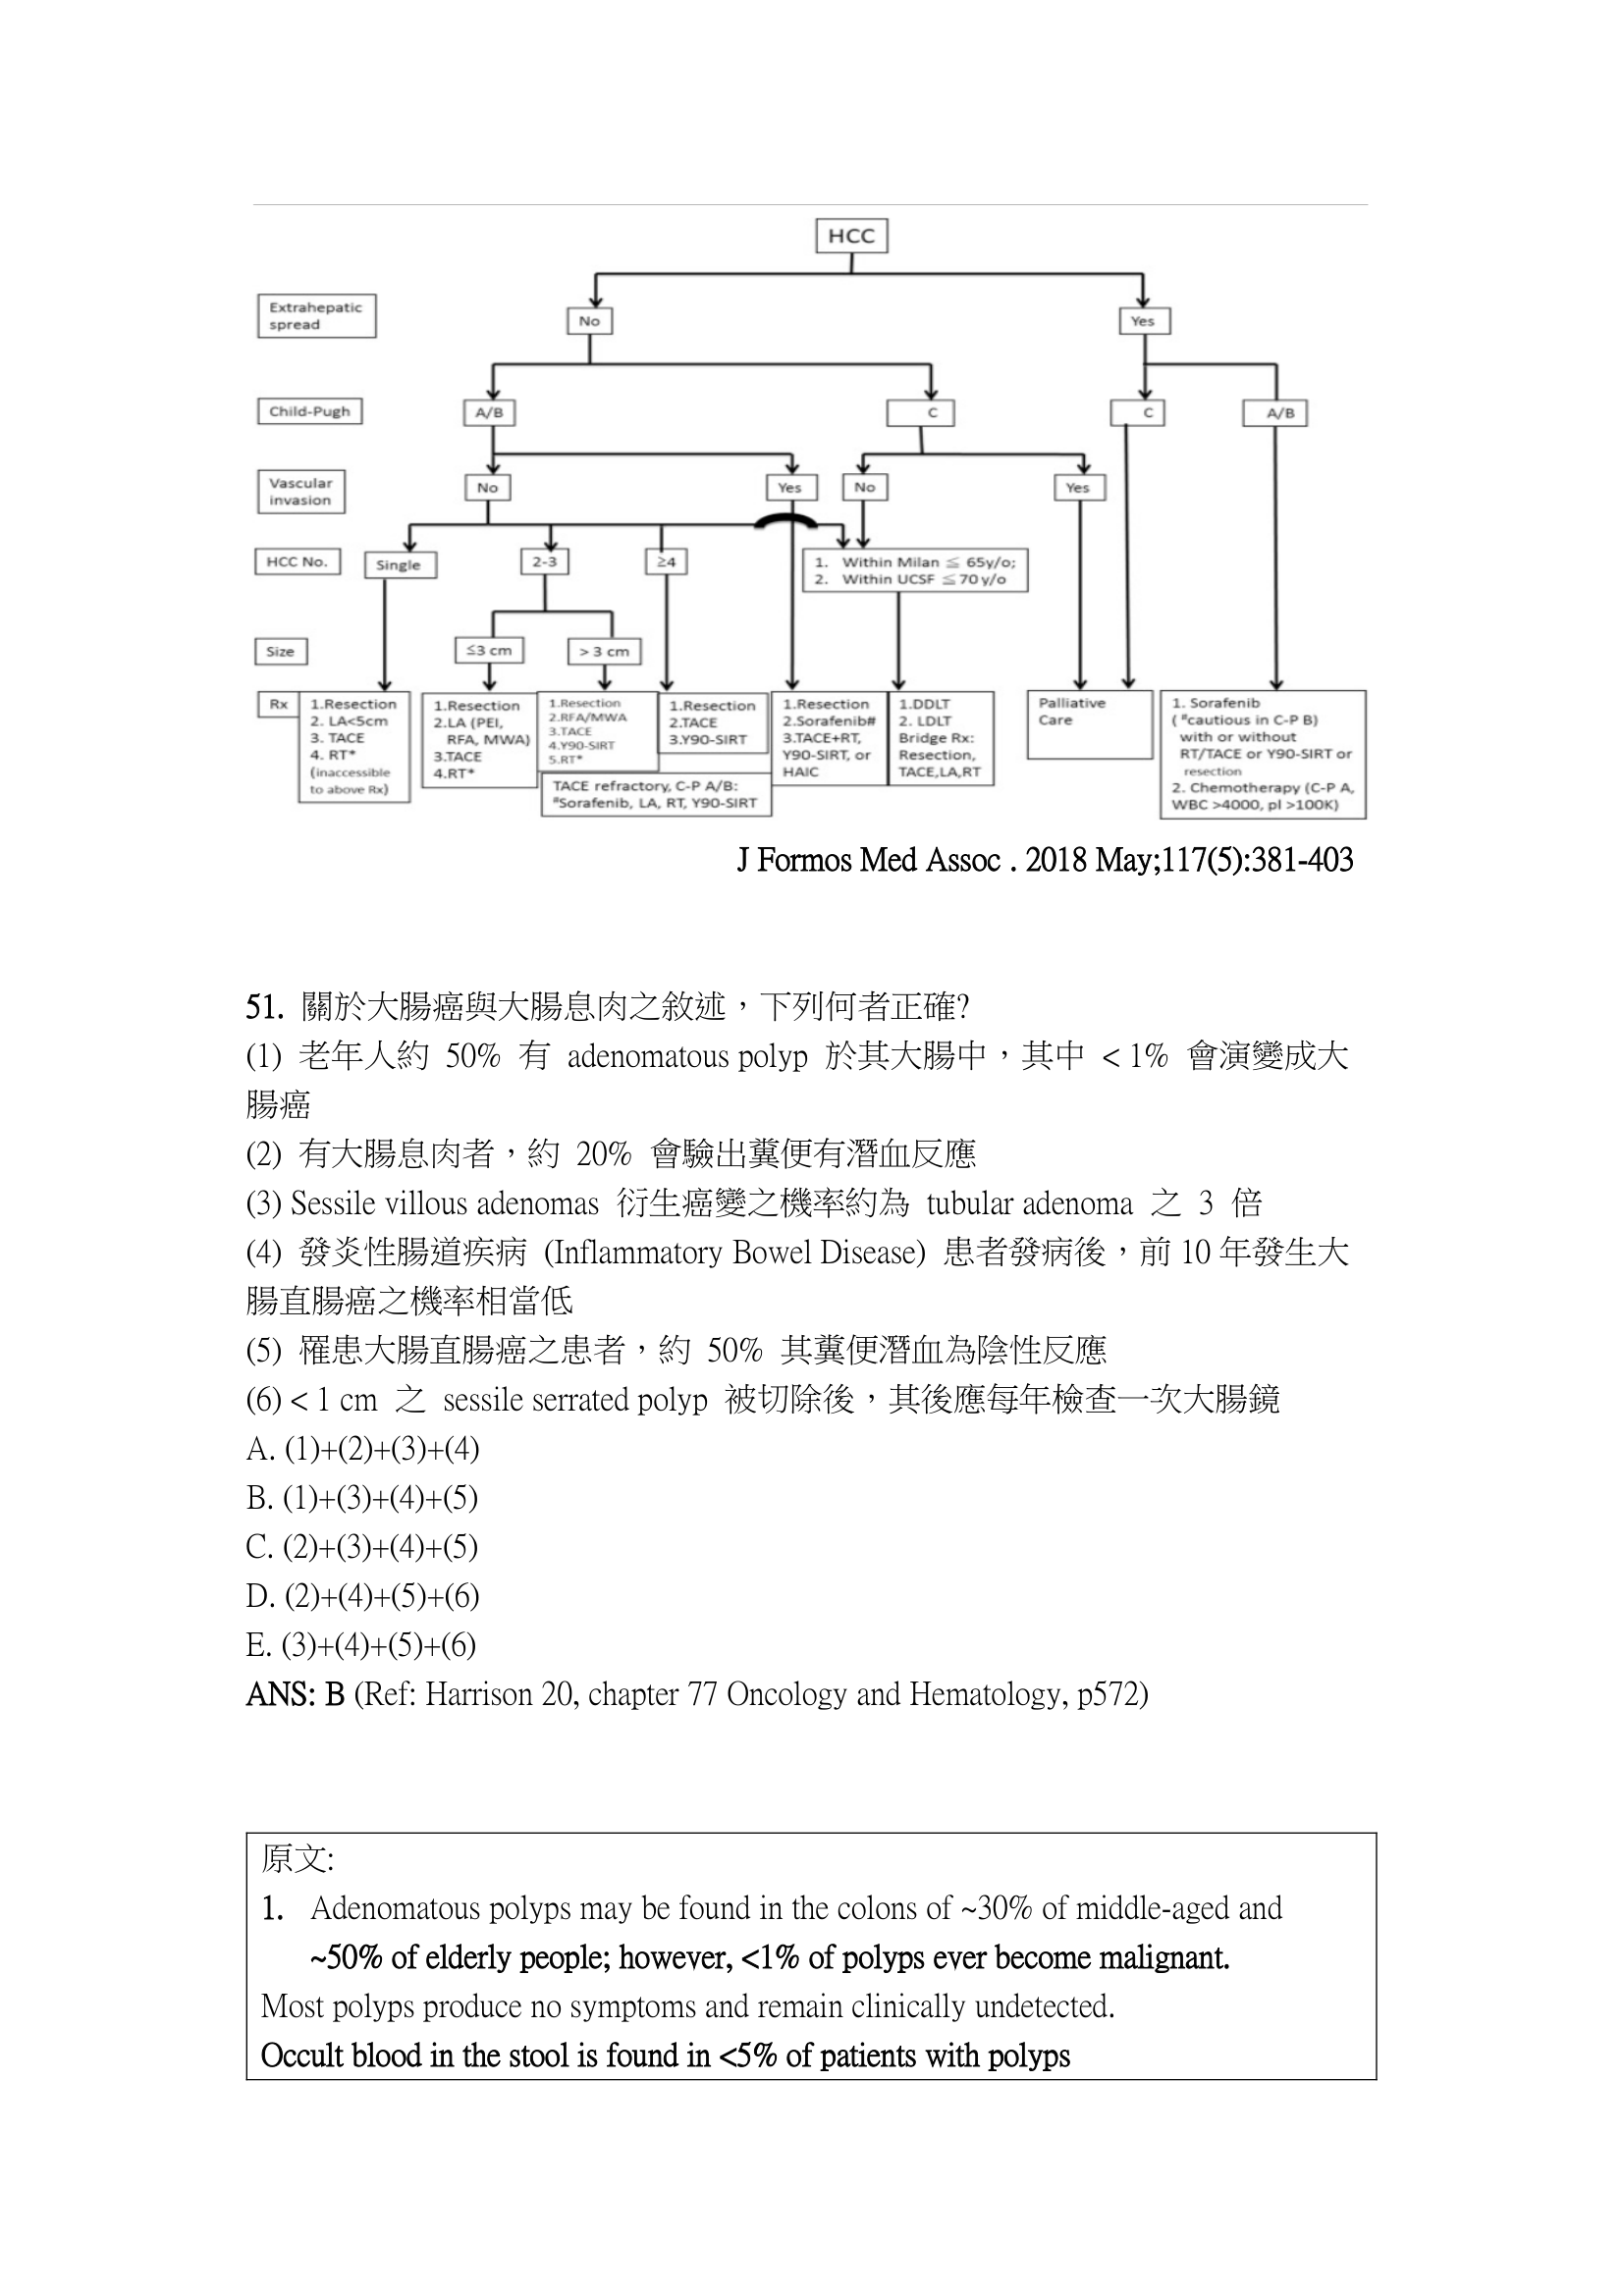 HCC
Extrahepatic
spread
No
Yes
Child-Pugh
A/B
C
C
A/B
Vascular
invasion
No
Yes
No
Yes
HCC No.
Single
2-3
≥4
1. Within Milan ≦ 65y/o;
2. Within UCSF ≦70 y/o
Size
≦3 cm
> 3 cm
Rx
1.Resection
2. LA<5cm
3. TACE
4. RT*
(inaccessible
to above Rx)
1.Resection
2.LA (PEI,
RFA, MWA)
3.TACE
4.RT*
1.Resection
2.RFA/MWA
3.TACE
4.Y90-SIRT
5.RT*
1.Resection
2.TACE
3.Y90-SIRT
TACE refractory, C-P A/B:
#Sorafenib, LA, RT, Y90-SIRT
1.Resection
2.Sorafenib#
3.TACE+RT,
Y90-SIRT, or
HAIC
1.DDLT
2. LDLT
Bridge Rx:
Resection,
TACE,LA,RT
Palliative
Care
1. Sorafenib
( #cautious in C-P B)
with or without
RT/TACE or Y90-SIRT or
resection
2. Chemotherapy (C-P A,
WBC >4000, pl >100K)
J Formos Med Assoc . 2018 May;117(5):381-403
51. 關於大腸癌與大腸息肉之敘述，下列何者正確?
(1) 老年人約 50% 有 adenomatous polyp 於其大腸中，其中 < 1% 會演變成大
腸癌
(2) 有大腸息肉者，約 20% 會驗出糞便有潛血反應
(3) Sessile villous adenomas 衍生癌變之機率約為 tubular adenoma 之 3 倍
(4) 發炎性腸道疾病 (Inflammatory Bowel Disease) 患者發病後，前 10 年發生大
腸直腸癌之機率相當低
(5) 罹患大腸直腸癌之患者，約 50% 其糞便潛血為陰性反應
(6) < 1 cm 之 sessile serrated polyp 被切除後，其後應每年檢查一次大腸鏡
A. (1)+(2)+(3)+(4)
B. (1)+(3)+(4)+(5)
C. (2)+(3)+(4)+(5)
D. (2)+(4)+(5)+(6)
E. (3)+(4)+(5)+(6)
ANS: B (Ref: Harrison 20, chapter 77 Oncology and Hematology, p572)
原文:
1. Adenomatous polyps may be found in the colons of ~30% of middle-aged and
~50% of elderly people; however, <1% of polyps ever become malignant.
Most polyps produce no symptoms and remain clinically undetected.
Occult blood in the stool is found in <5% of patients with polyps